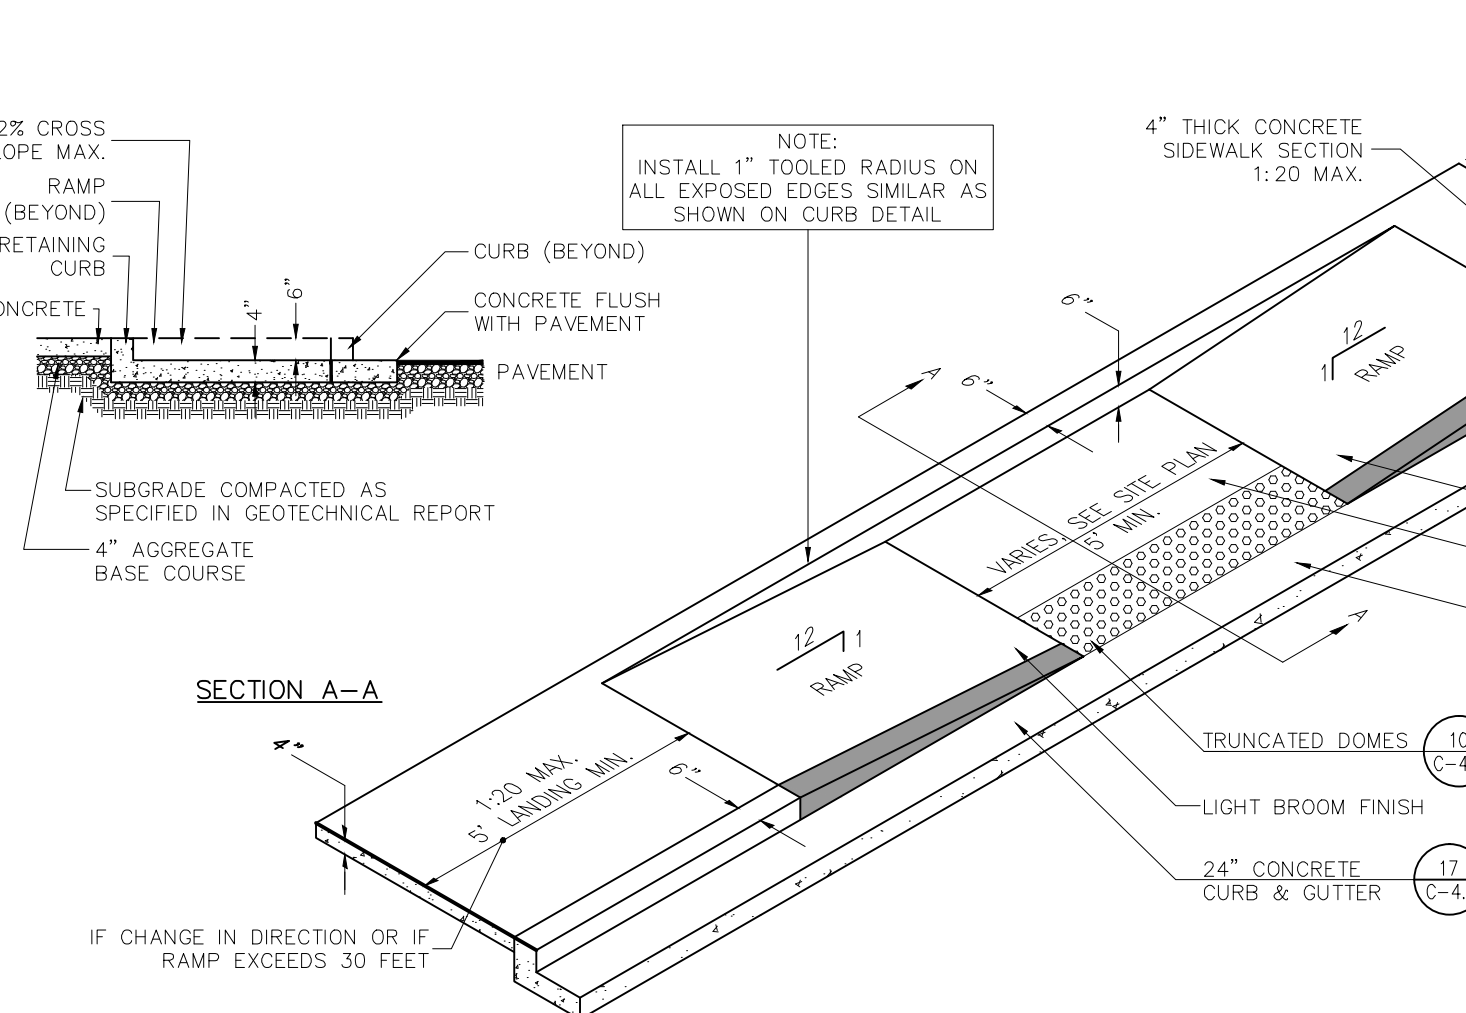 2% CROSS
OPE MAX.
RAMP
(BEYOND)
RETAINING
CURB
ONCRETE
4"
6"
CURB (BEYOND)
CONCRETE FLUSH
WITH PAVEMENT
PAVEMENT
SUBGRADE COMPACTED AS
SPECIFIED IN GEOTECHNICAL REPORT
4" AGGREGATE
BASE COURSE
SECTION A-A
NOTE:
INSTALL 1" TOOLED RADIUS ON
ALL EXPOSED EDGES SIMILAR AS
SHOWN ON CURB DETAIL
4" THICK CONCRETE
SIDEWALK SECTION
1:20 MAX.
6"
A
6"
12
1
RAMP
VARIES, SEE SITE PLAN
5' MIN.
12
1
RAMP
A
4"
1:20 MAX.
5' LANDING MIN.
6"
IF CHANGE IN DIRECTION OR IF
RAMP EXCEEDS 30 FEET
TRUNCATED DOMES
10
C-4
LIGHT BROOM FINISH
24" CONCRETE
CURB & GUTTER
17
C-4.